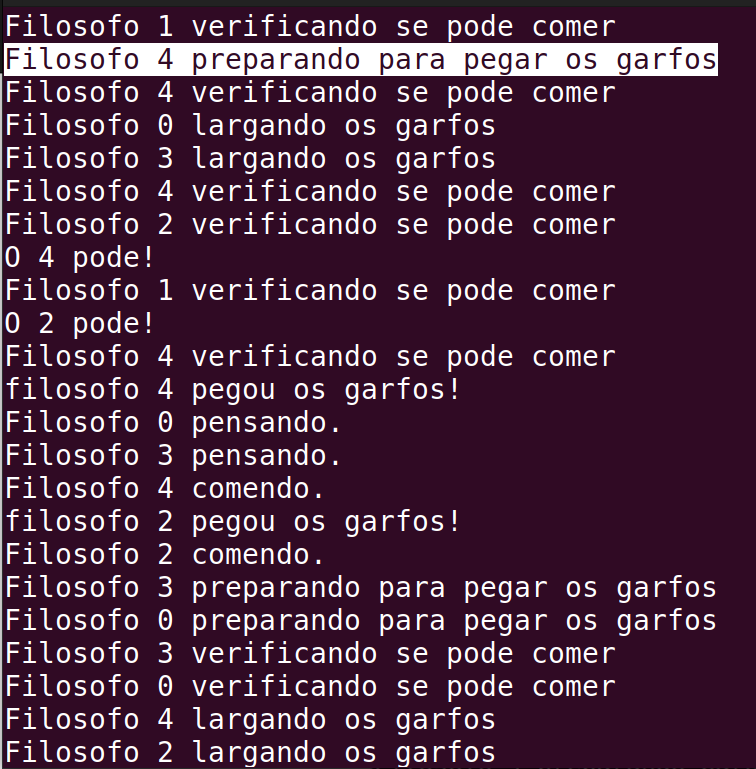 Filosofo 1 verificando se pode comer
Filosofo 4 preparando para pegar os garfos
Filosofo 4 verificando se pode comer
Filosofo 0 largando os garfos
Filosofo 3 largando os garfos
Filosofo 4 verificando se pode comer
Filosofo 2 verificando se pode comer
O 4 pode!
Filosofo 1 verificando se pode comer
O 2 pode!
Filosofo 4 verificando se pode comer
filosofo 4 pegou os garfos!
Filosofo 0 pensando.
Filosofo 3 pensando.
Filosofo 4 comendo.
filosofo 2 pegou os garfos!
Filosofo 2 comendo.
Filosofo 3 preparando para pegar os garfos
Filosofo 0 preparando para pegar os garfos
Filosofo 3 verificando se pode comer
Filosofo 0 verificando se pode comer
Filosofo 4 largando os garfos
Filosofo 2 largando os garfos